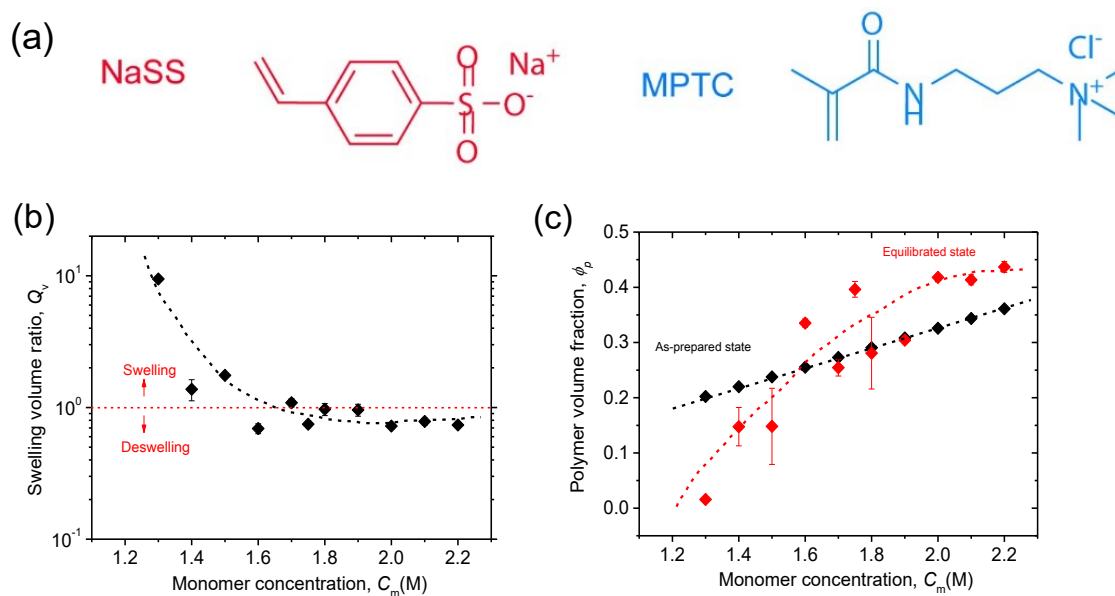 (a)
NaSS
O
S
O
O-
Na+
MPTC
O
N
H
N+
Cl-
(b)
Swelling volume ratio, Qv
10^1
10^0
10^-1
Swelling
Deswelling
1.2 1.4 1.6 1.8 2.0 2.2
Monomer concentration, Cm(M)
(c)
Polymer volume fraction, ϕp
0.5
0.4
0.3
0.2
0.1
0.0
Equilibrated state
As-prepared state
1.2 1.4 1.6 1.8 2.0 2.2
Monomer concentration, Cm(M)